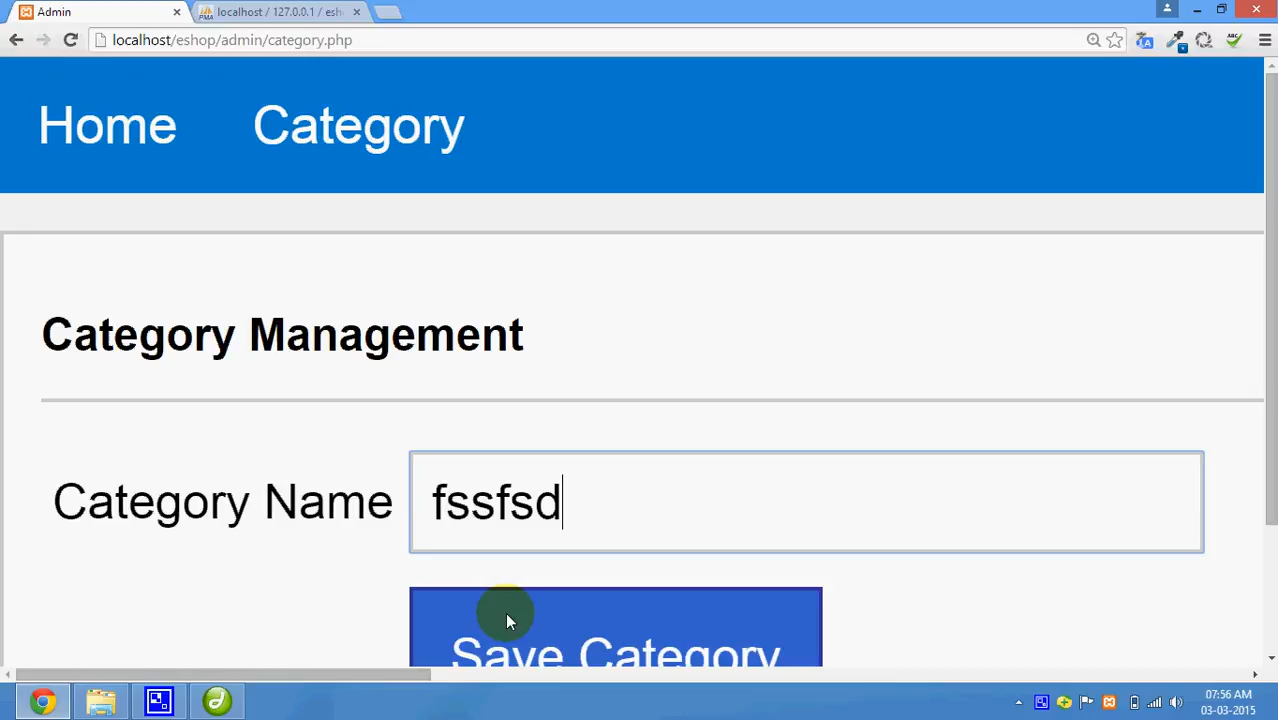 Admin
localhost / 127.0.0.1 / esh
localhost/eshop/admin/category.php
Home Category
Category Management
Category Name fssfsd
Save Category
07:56 AM
03-03-2015